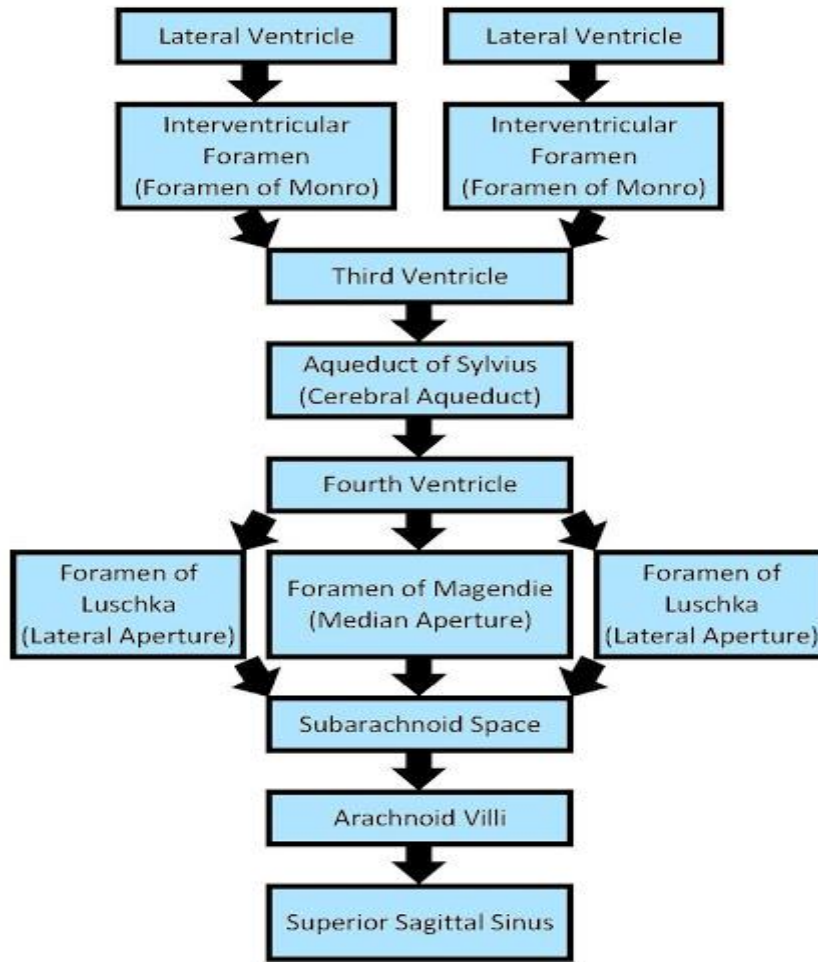 Lateral Ventricle
Lateral Ventricle
Interventricular
Foramen
(Foramen of Monro)
Interventricular
Foramen
(Foramen of Monro)
Third Ventricle
Aqueduct of Sylvius
(Cerebral Aqueduct)
Fourth Ventricle
Foramen of
Luschka
(Lateral Aperture)
Foramen of Magendie
(Median Aperture)
Foramen of
Luschka
(Lateral Aperture)
Subarachnoid Space
Arachnoid Villi
Superior Sagittal Sinus